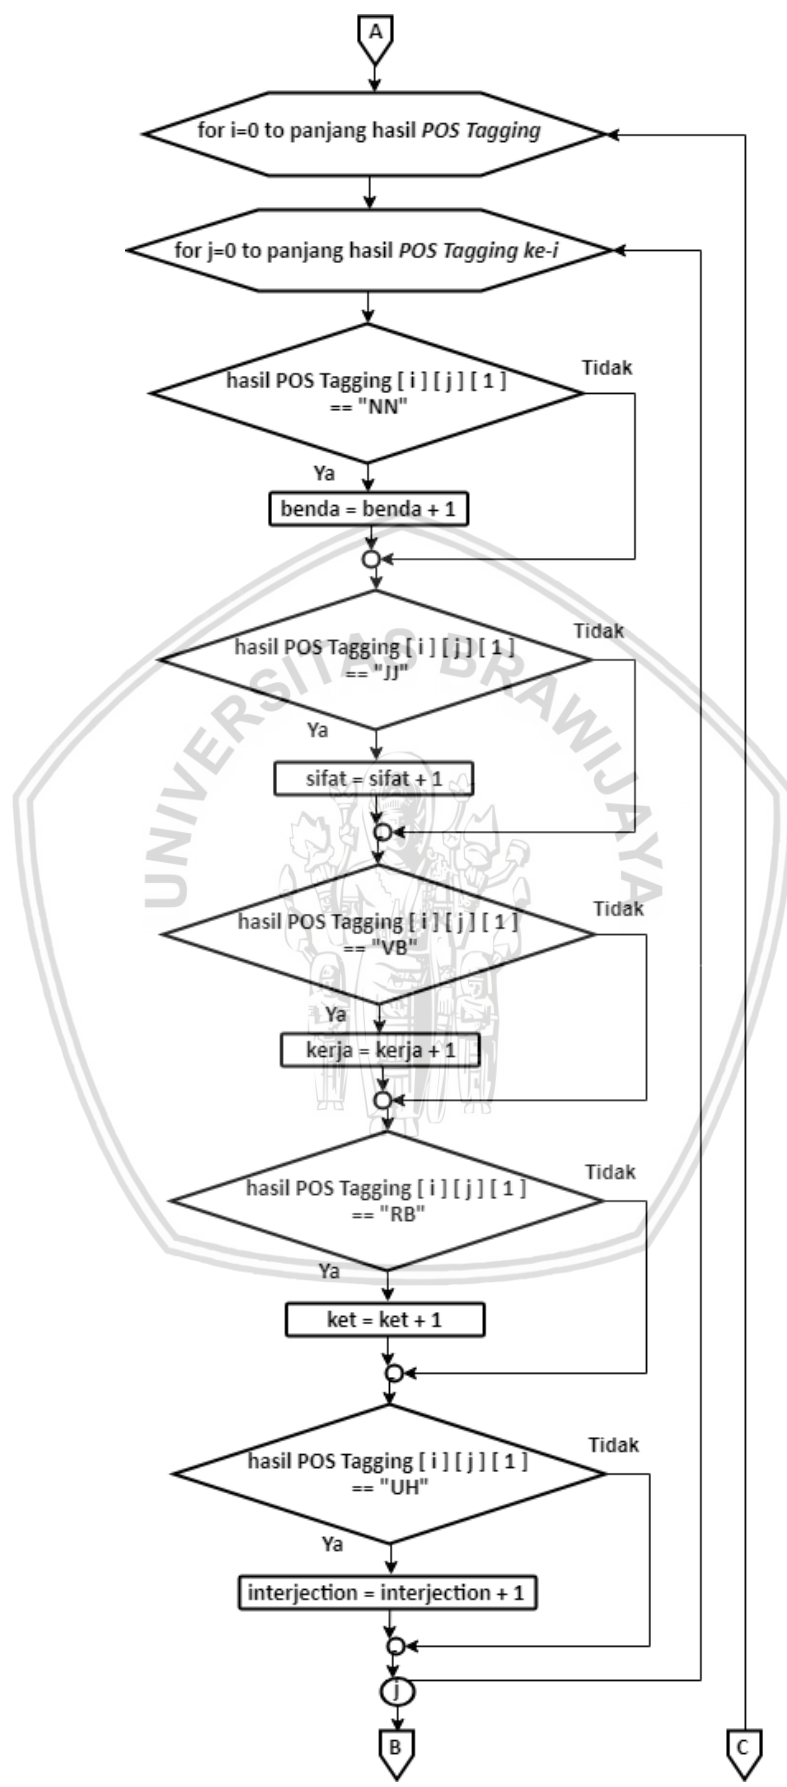 A
for i=0 to panjang hasil POS Tagging
for j=0 to panjang hasil POS Tagging ke-i
hasil POS Tagging [ i ] [ j ] [ 1 ]
== "NN"
Tidak
Ya
benda = benda + 1
hasil POS Tagging [ i ] [ j ] [ 1 ]
== "JJ"
Tidak
Ya
sifat = sifat + 1
hasil POS Tagging [ i ] [ j ] [ 1 ]
== "VB"
Tidak
Ya
kerja = kerja + 1
hasil POS Tagging [ i ] [ j ] [ 1 ]
== "RB"
Tidak
Ya
ket = ket + 1
hasil POS Tagging [ i ] [ j ] [ 1 ]
== "UH"
Tidak
Ya
interjection = interjection + 1
j
B
C
UNIVERSITAS BRAWIJAYA